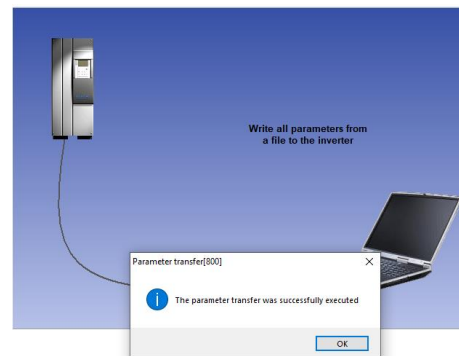 Write all parameters from
a file to the inverter
Parameter transfer[800]
The parameter transfer was successfully executed
OK